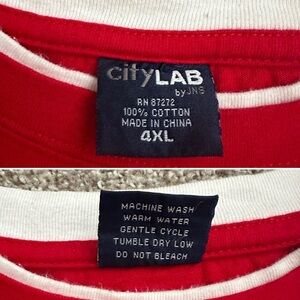 cityLAB
by JNS
RN 87272
100% COTTON
MADE IN CHINA
4XL
MACHINE WASH
WARM WATER
GENTLE CYCLE
TUMBLE DRY LOW
DO NOT BLEACH